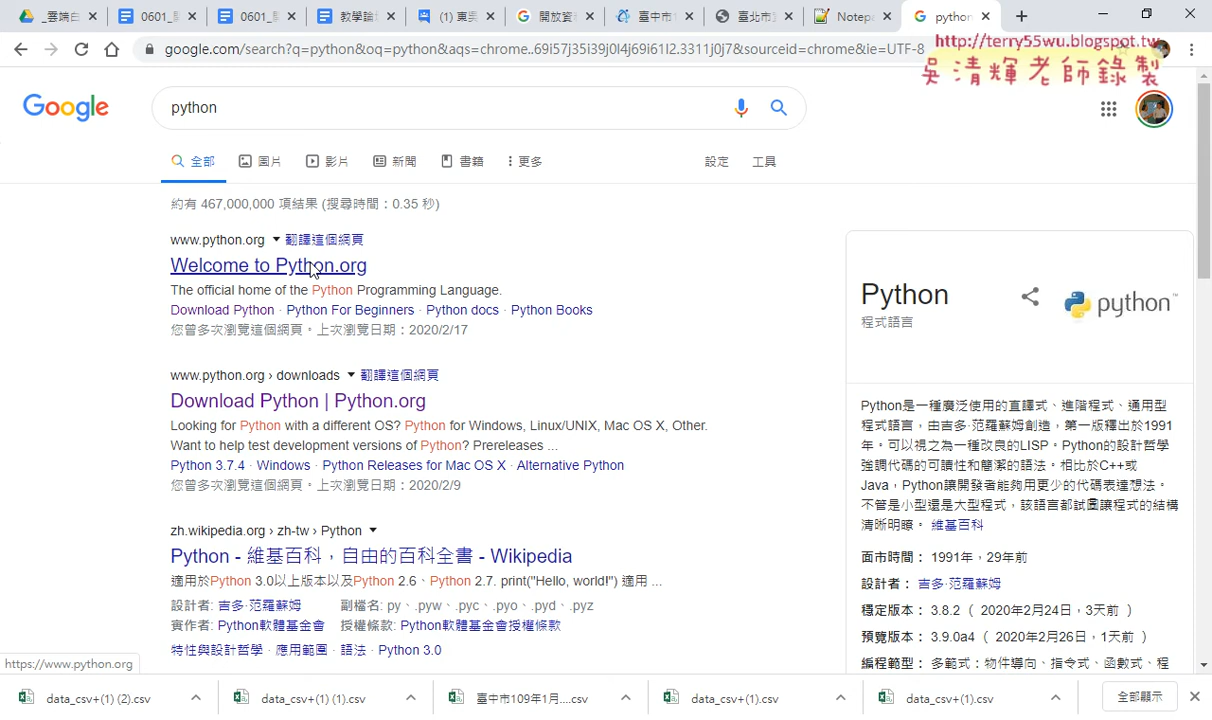 _雲端白
0601_
0601_
(1) 東吳
開放資
臺中市1
臺北市
Notep
python
google.com/search?q=python&oq=python&aqs=chrome..69i57j35l39j0l4j69i61l2.3311j0j7&sourceid=chrome&ie=UTF-8
http://terry55wu.blogspot.tw
吳清輝老師錄製
Google
python
全部
圖片
影片
新聞
書籍
更多
設定
工具
約有 467,000,000 項結果 (搜尋時間：0.35 秒)
www.python.org 翻譯這個網頁
Welcome to Python.org
The official home of the Python Programming Language.
Download Python · Python For Beginners · Python docs · Python Books
您曾多次瀏覽這個網頁。上次瀏覽日期：2020/2/17
www.python.org › downloads 翻譯這個網頁
Download Python | Python.org
Looking for Python with a different OS? Python for Windows, Linux/UNIX, Mac OS X, Other.
Want to help test development versions of Python? Prereleases ...
Python 3.7.4 · Windows · Python Releases for Mac OS X · Alternative Python
您曾多次瀏覽這個網頁。上次瀏覽日期：2020/2/9
zh.wikipedia.org › zh-tw › Python
Python - 維基百科，自由的百科全書 - Wikipedia
適用於Python 3.0以上版本以及Python 2.6、Python 2.7. print("Hello, world!") 適用 ...
設計者: 吉多·范羅蘇姆 副檔名: py、.pyw、.pyc、.pyo、.pyd、.pyz
實作者: Python軟體基金會 授權條款: Python軟體基金會授權條款
特性與設計哲學 · 應用範圍 · 語法 · Python 3.0
Python
程式語言
python™
Python是一種廣泛使用的直譯式、進階程式、通用型
程式語言，由吉多·范羅蘇姆創造，第一版釋出於1991
年。可以視之為一種改良的LISP。Python的設計哲學
強調代碼的可讀性和簡潔的語法。相比於C++或
Java，Python讓開發者能夠用更少的代碼表達想法。
不管是小型還是大型程式，該語言都試圖讓程式的結構
清晰明瞭。 維基百科
面市時間： 1991年，29年前
設計者： 吉多·范羅蘇姆
穩定版本： 3.8.2 （ 2020年2月24日，3天前 ）
預覽版本： 3.9.0a4 （ 2020年2月26日，1天前 ）
編程範型： 多範式：物件導向、指令式、函數式、程
https://www.python.org
data_csv+(1) (2).csv
data_csv+(1) (1).csv
臺中市109年1月....csv
data_csv+(1).csv
data_csv+(1).csv
全部顯示